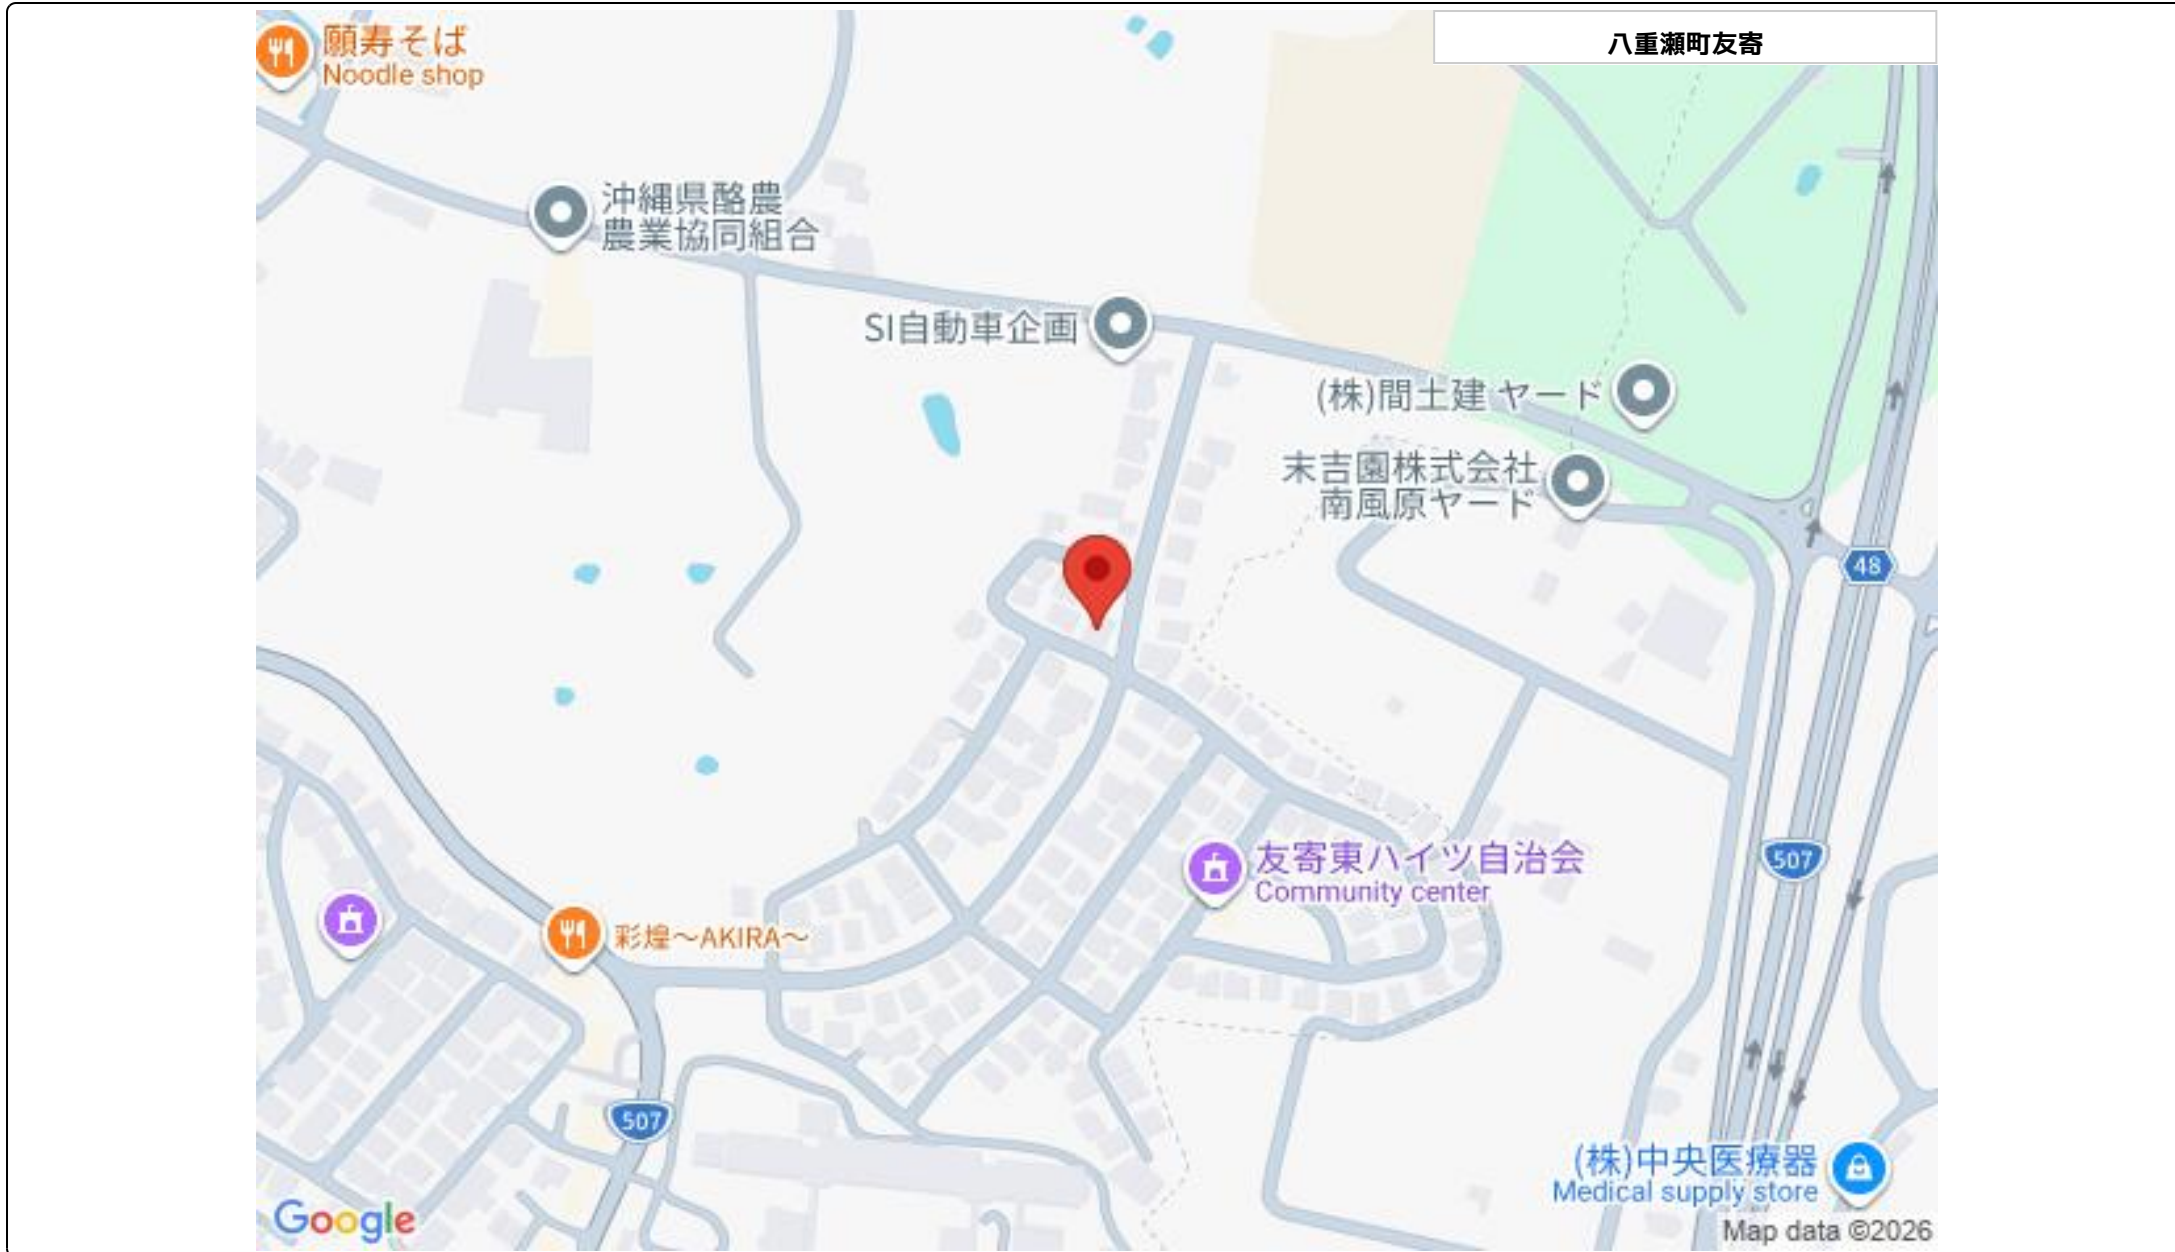 八重瀬町友寄
願寿そば
Noodle shop
沖縄県酪農
農業協同組合
SI自動車企画
(株)間土建 ヤード
末吉園株式会社
南風原ヤード
48
507
友寄東ハイツ自治会
Community center
彩煌～AKIRA～
507
(株)中央医療器
Medical supply store
Google
Map data ©2026